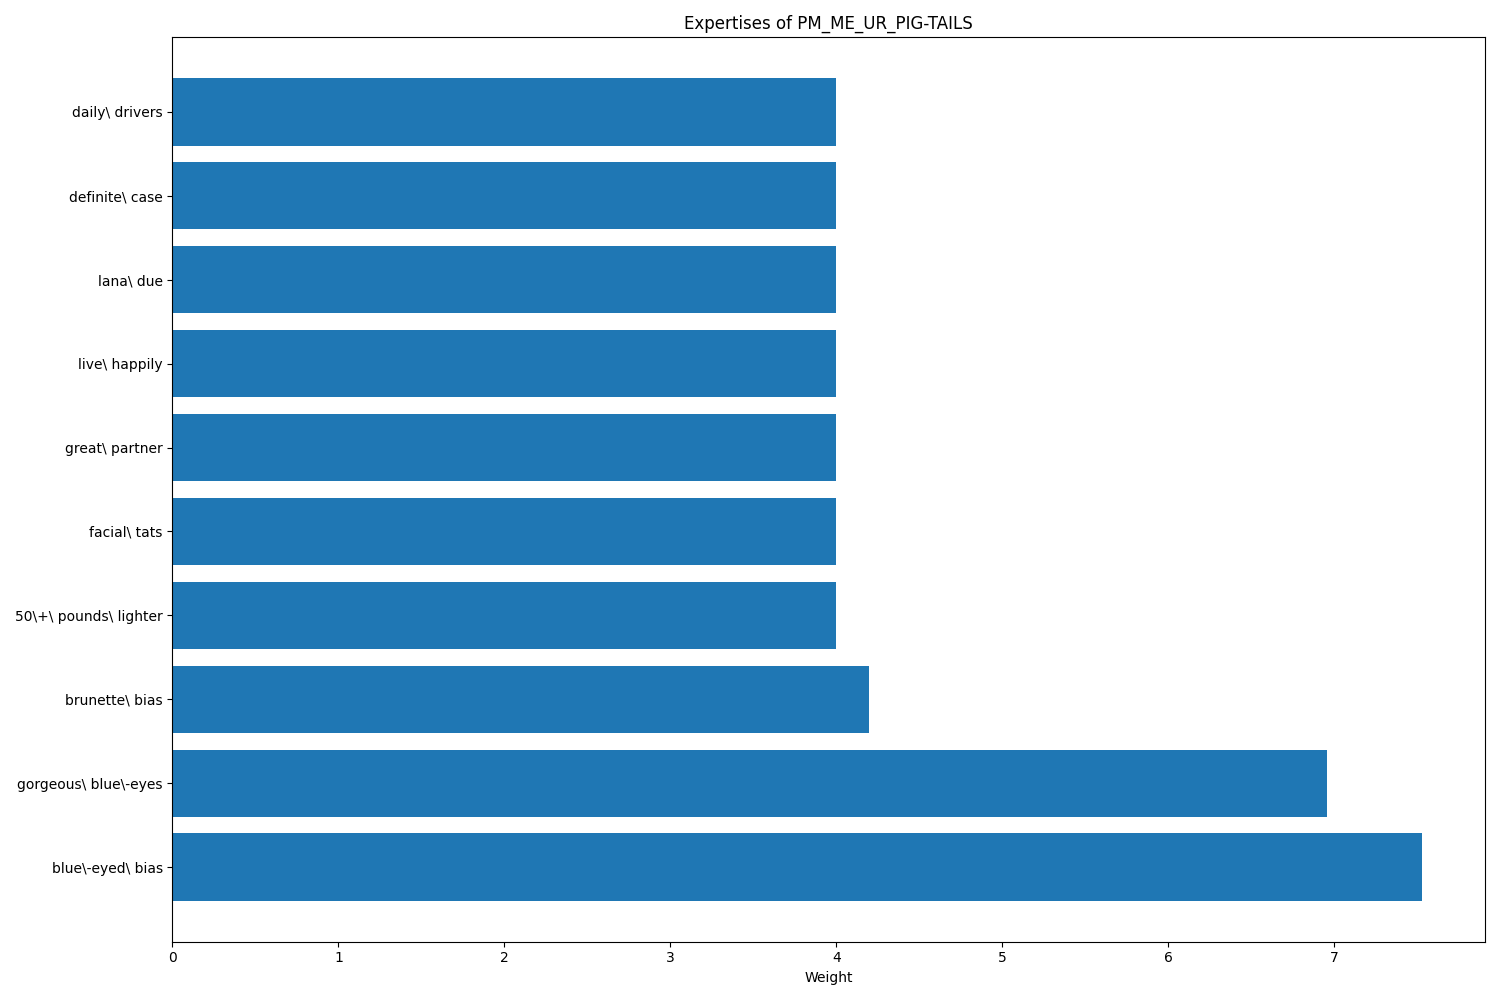 Expertises of PM_ME_UR_PIG-TAILS
daily\ drivers
definite\ case
lana\ due
live\ happily
great\ partner
facial\ tats
50\+\ pounds\ lighter
brunette\ bias
gorgeous\ blue\-eyes
blue\-eyed\ bias
0 1 2 3 4 5 6 7
Weight